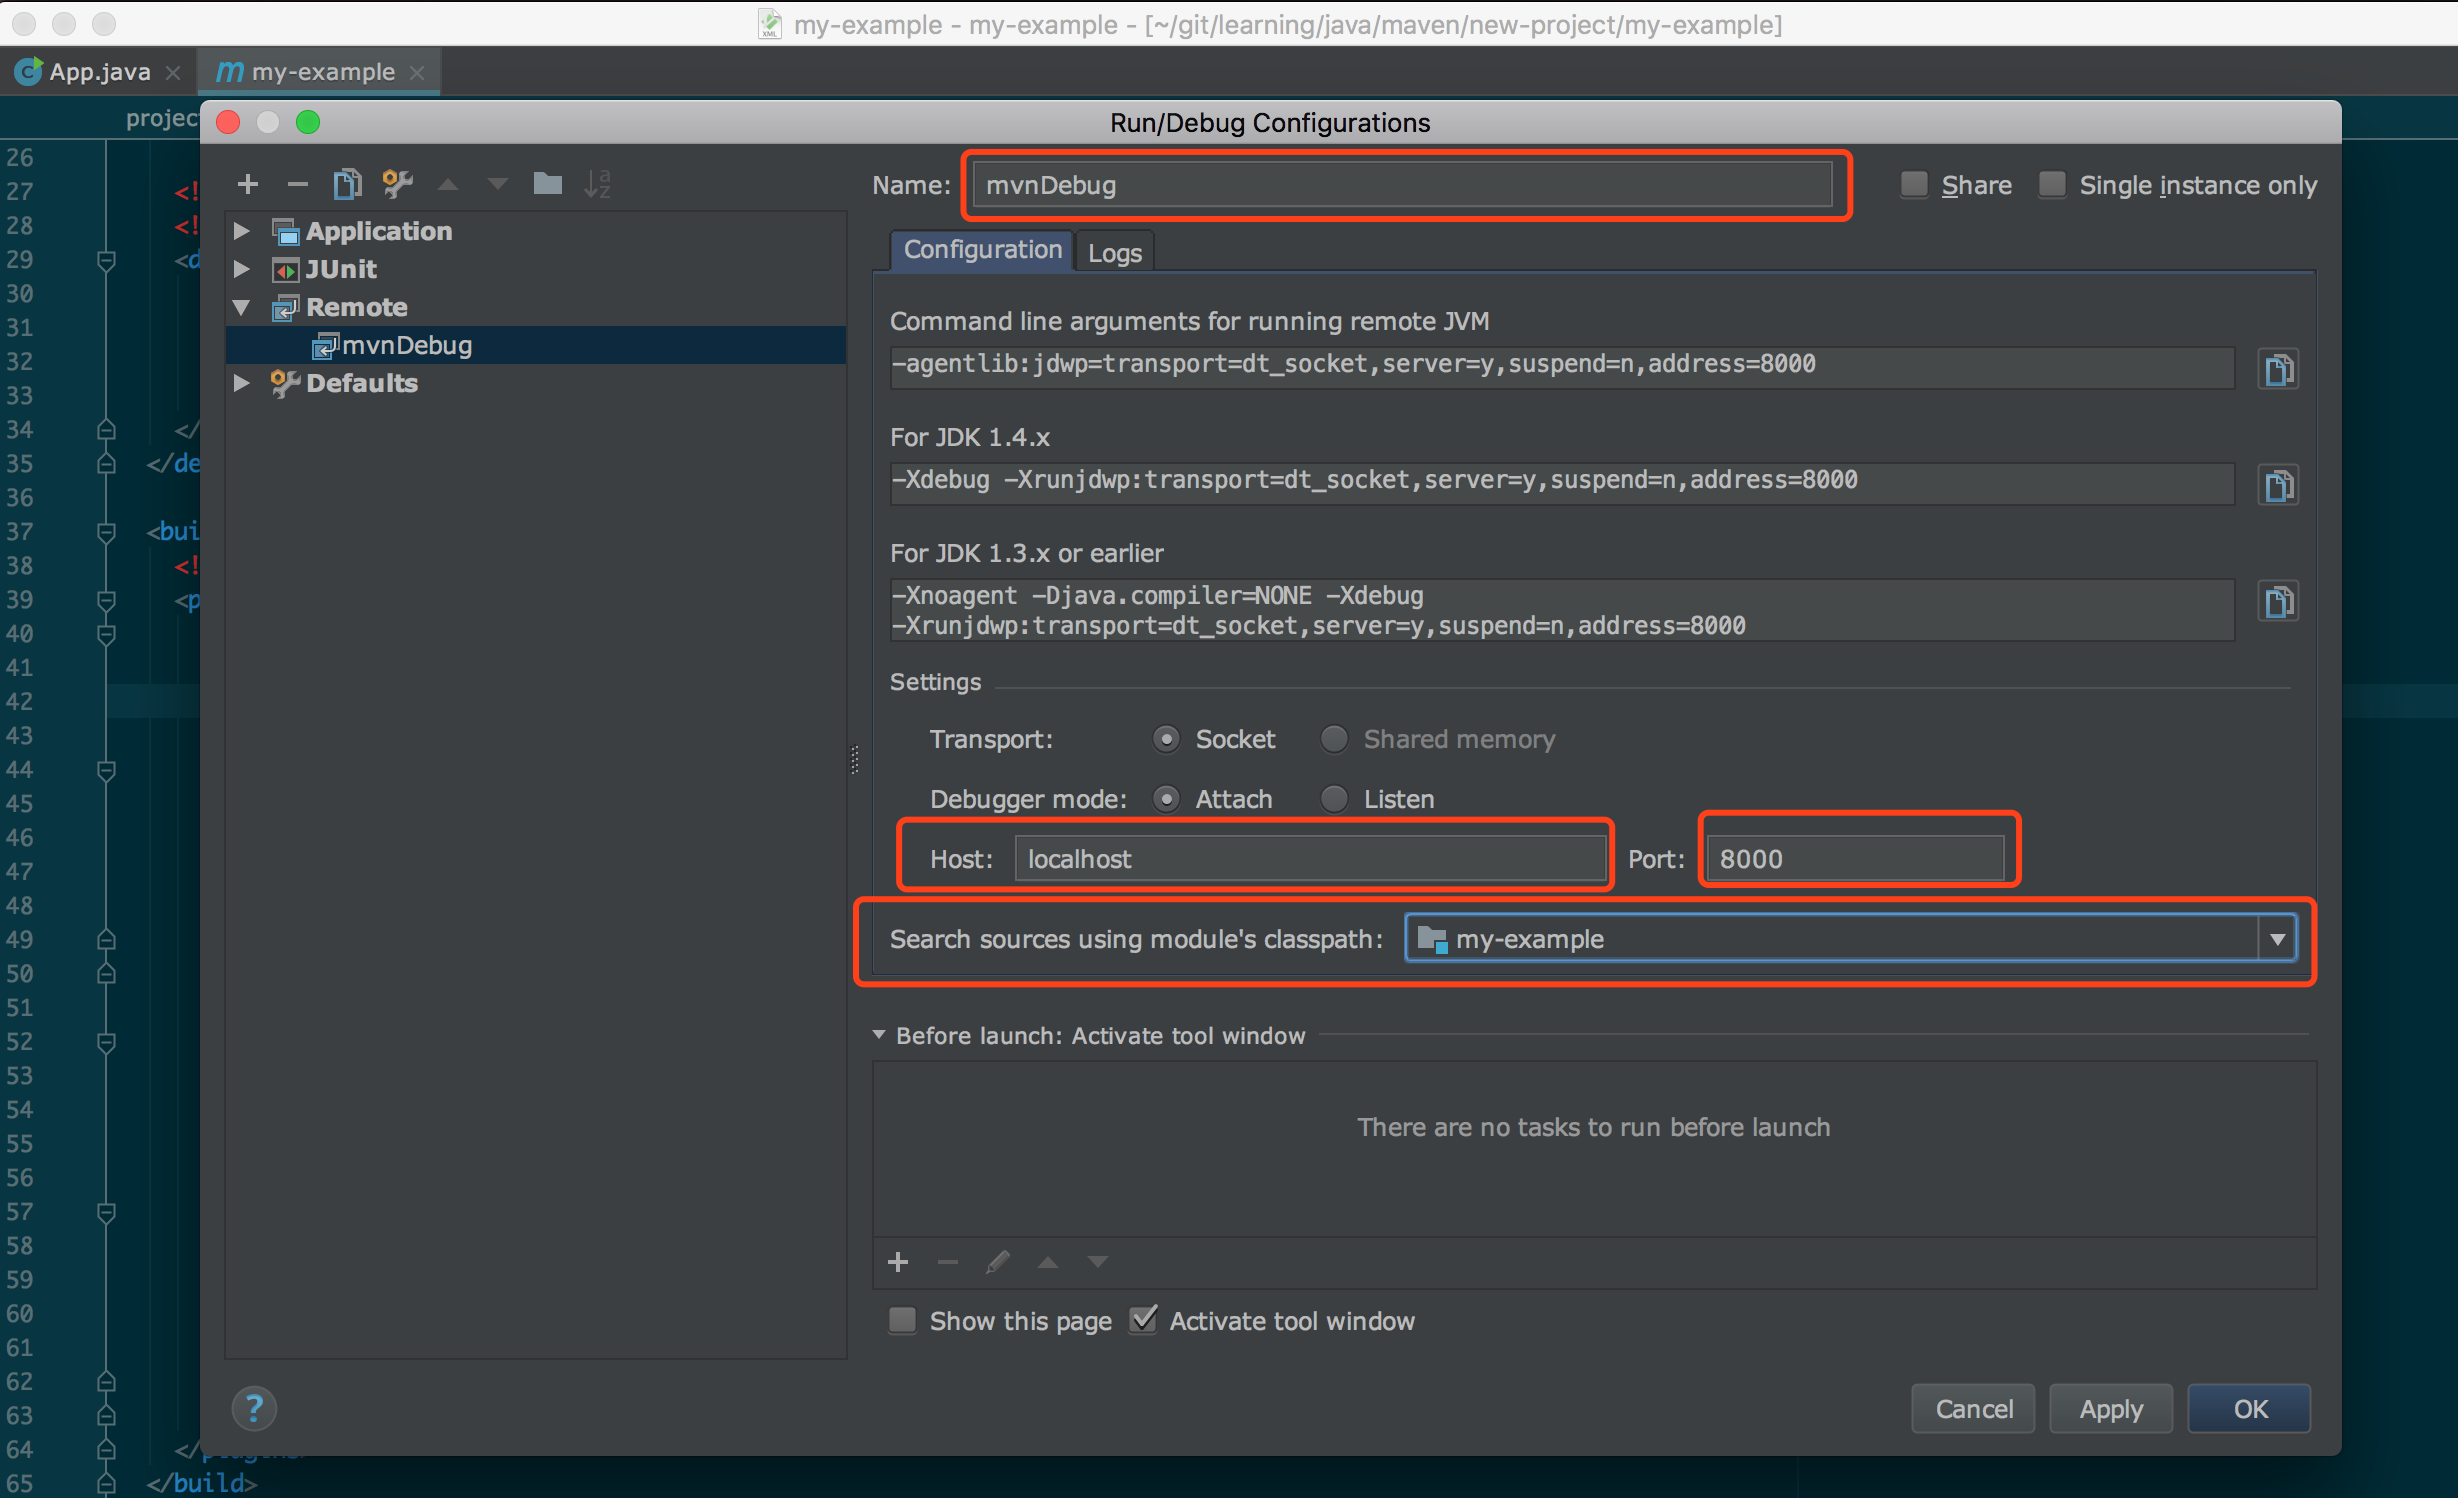 my-example - my-example - [~/git/learning/java/maven/new-project/my-example]
App.java
my-example
project
Run/Debug Configurations
26
27 <!
28 <!
29 <d
30
31
32
33
34 </
35 </de
36
37 <bui
38 <!
39 <p
40
41
42
43
44
45
46
47
48
49
50
51
52
53
54
55
56
57
58
59
60
61
62
63
64 </plugins>
65 </build>
Application
JUnit
Remote
mvnDebug
Defaults
Name: mvnDebug
Share
Single instance only
Configuration
Logs
Command line arguments for running remote JVM
-agentlib:jdwp=transport=dt_socket,server=y,suspend=n,address=8000
For JDK 1.4.x
-Xdebug -Xrunjdwp:transport=dt_socket,server=y,suspend=n,address=8000
For JDK 1.3.x or earlier
-Xnoagent -Djava.compiler=NONE -Xdebug
-Xrunjdwp:transport=dt_socket,server=y,suspend=n,address=8000
Settings
Transport: Socket Shared memory
Debugger mode: Attach Listen
Host: localhost Port: 8000
Search sources using module's classpath: my-example
Before launch: Activate tool window
There are no tasks to run before launch
Show this page Activate tool window
? Cancel Apply OK